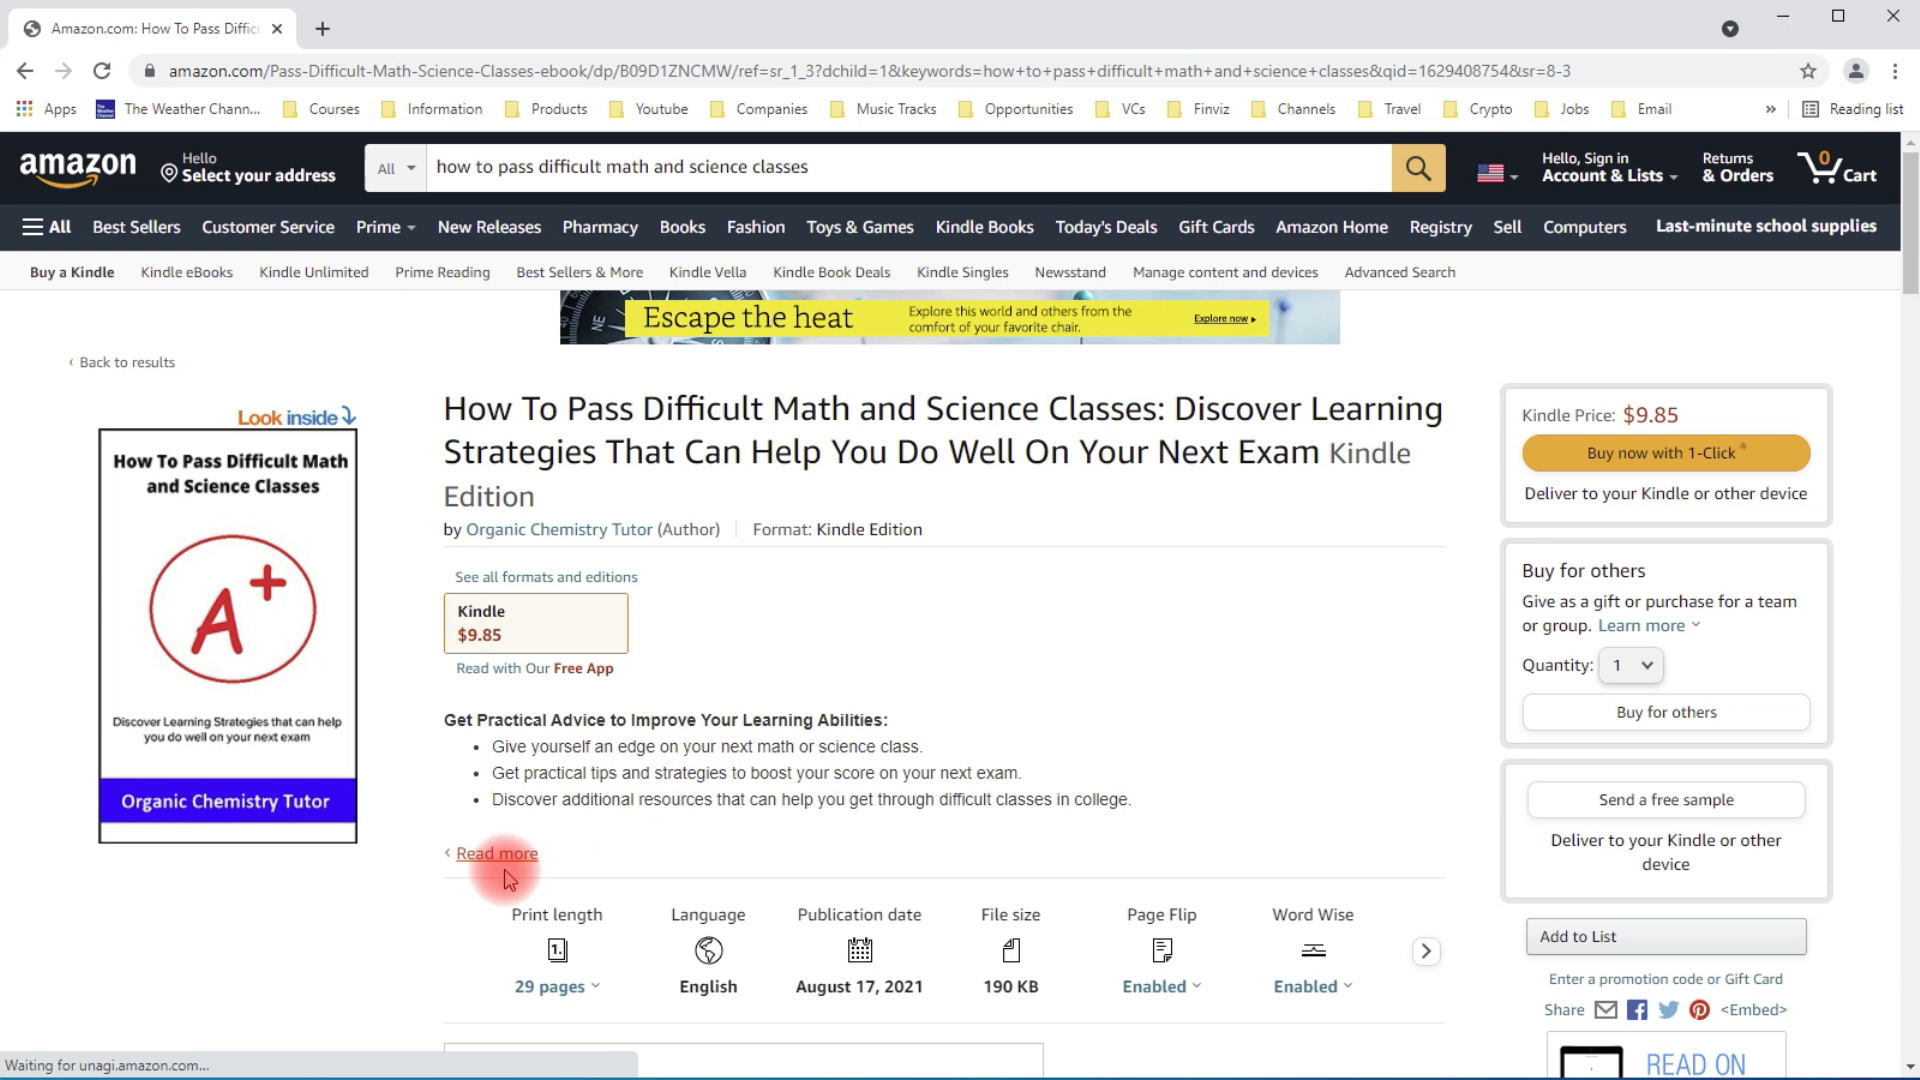 Amazon.com: How To Pass Diffic
amazon.com/Pass-Difficult-Math-Science-Classes-ebook/dp/B09D1ZNCMW/ref=sr_1_3?dchild=1&keywords=how+to+pass+difficult+math+and+science+classes&qid=1629408754&sr=8-3
Apps The Weather Chann... Courses Information Products Youtube Companies Music Tracks Opportunities VCs Finviz Channels Travel Crypto Jobs Email » Reading list
amazon
Hello
Select your address
All how to pass difficult math and science classes
Hello, Sign in
Account & Lists
Returns
& Orders
0
Cart
All Best Sellers Customer Service Prime New Releases Pharmacy Books Fashion Toys & Games Kindle Books Today's Deals Gift Cards Amazon Home Registry Sell Computers Last-minute school supplies
Buy a Kindle Kindle eBooks Kindle Unlimited Prime Reading Best Sellers & More Kindle Vella Kindle Book Deals Kindle Singles Newsstand Manage content and devices Advanced Search
NE
Escape the heat
Explore this world and others from the
comfort of your favorite chair.
Explore now
‹ Back to results
Look inside
How To Pass Difficult Math
and Science Classes
A+
Discover Learning Strategies that can help
you do well on your next exam
Organic Chemistry Tutor
How To Pass Difficult Math and Science Classes: Discover Learning
Strategies That Can Help You Do Well On Your Next Exam Kindle
Edition
by Organic Chemistry Tutor (Author) Format: Kindle Edition
See all formats and editions
Kindle
$9.85
Read with Our Free App
Get Practical Advice to Improve Your Learning Abilities:
• Give yourself an edge on your next math or science class.
• Get practical tips and strategies to boost your score on your next exam.
• Discover additional resources that can help you get through difficult classes in college.
‹ Read more
Print length Language Publication date File size Page Flip Word Wise
1.
29 pages English August 17, 2021 190 KB Enabled Enabled
Kindle Price: $9.85
Buy now with 1-Click ®
Deliver to your Kindle or other device
Buy for others
Give as a gift or purchase for a team
or group. Learn more
Quantity: 1
Buy for others
Send a free sample
Deliver to your Kindle or other
device
Add to List
Enter a promotion code or Gift Card
Share <Embed>
READ ON
Waiting for unagi.amazon.com...